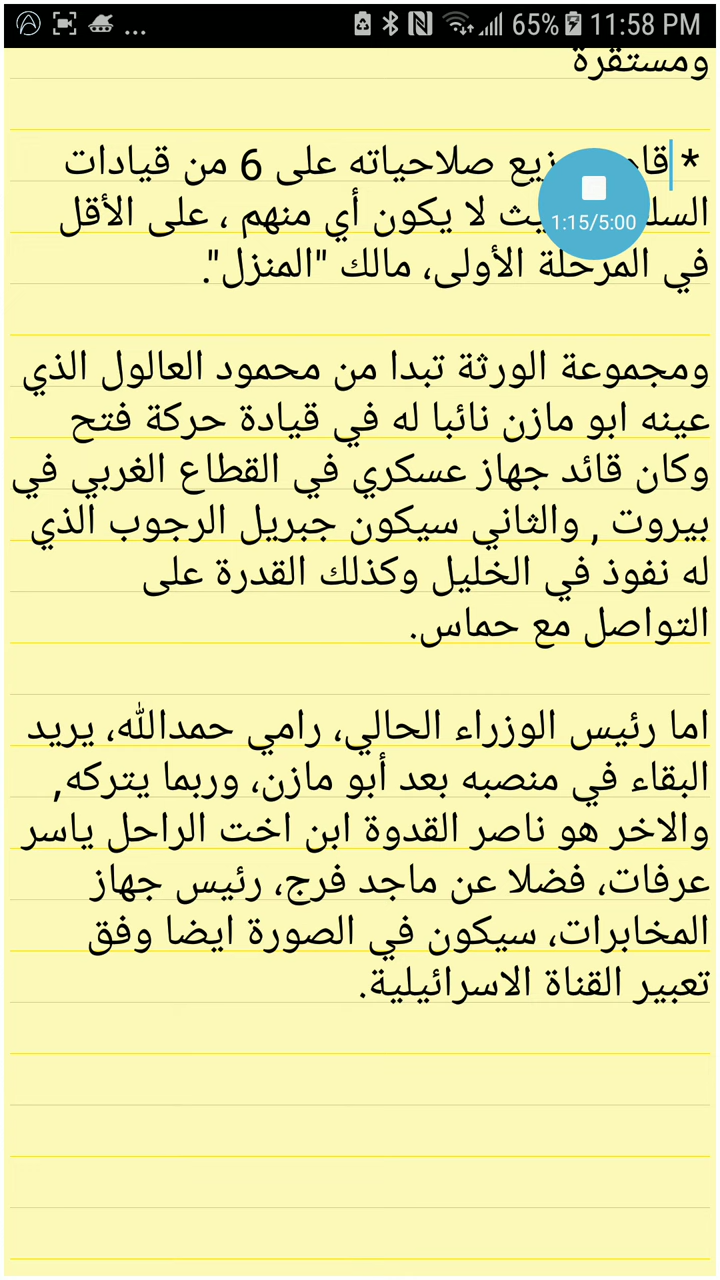 ... 65% 11:58 PM
ومستقرة
* صلاحياته على 6 من قيادات
لا يكون أي منهم ، على الأقل
1:15/5:00
في المرحلة الأولى، مالك "المنزل".
ومجموعة الورثة تبدا من محمود العالول الذي
عينه ابو مازن نائبا له في قيادة حركة فتح
وكان قائد جهاز عسكري في القطاع الغربي في
بيروت , والثاني سيكون جبريل الرجوب الذي
له نفوذ في الخليل وكذلك القدرة على
التواصل مع حماس.
اما رئيس الوزراء الحالي، رامي حمدالله، يريد
البقاء في منصبه بعد أبو مازن، وربما يتركه,
والاخر هو ناصر القدوة ابن اخت الراحل ياسر
عرفات، فضلا عن ماجد فرج، رئيس جهاز
المخابرات، سيكون في الصورة ايضا وفق
تعبير القناة الاسرائيلية.